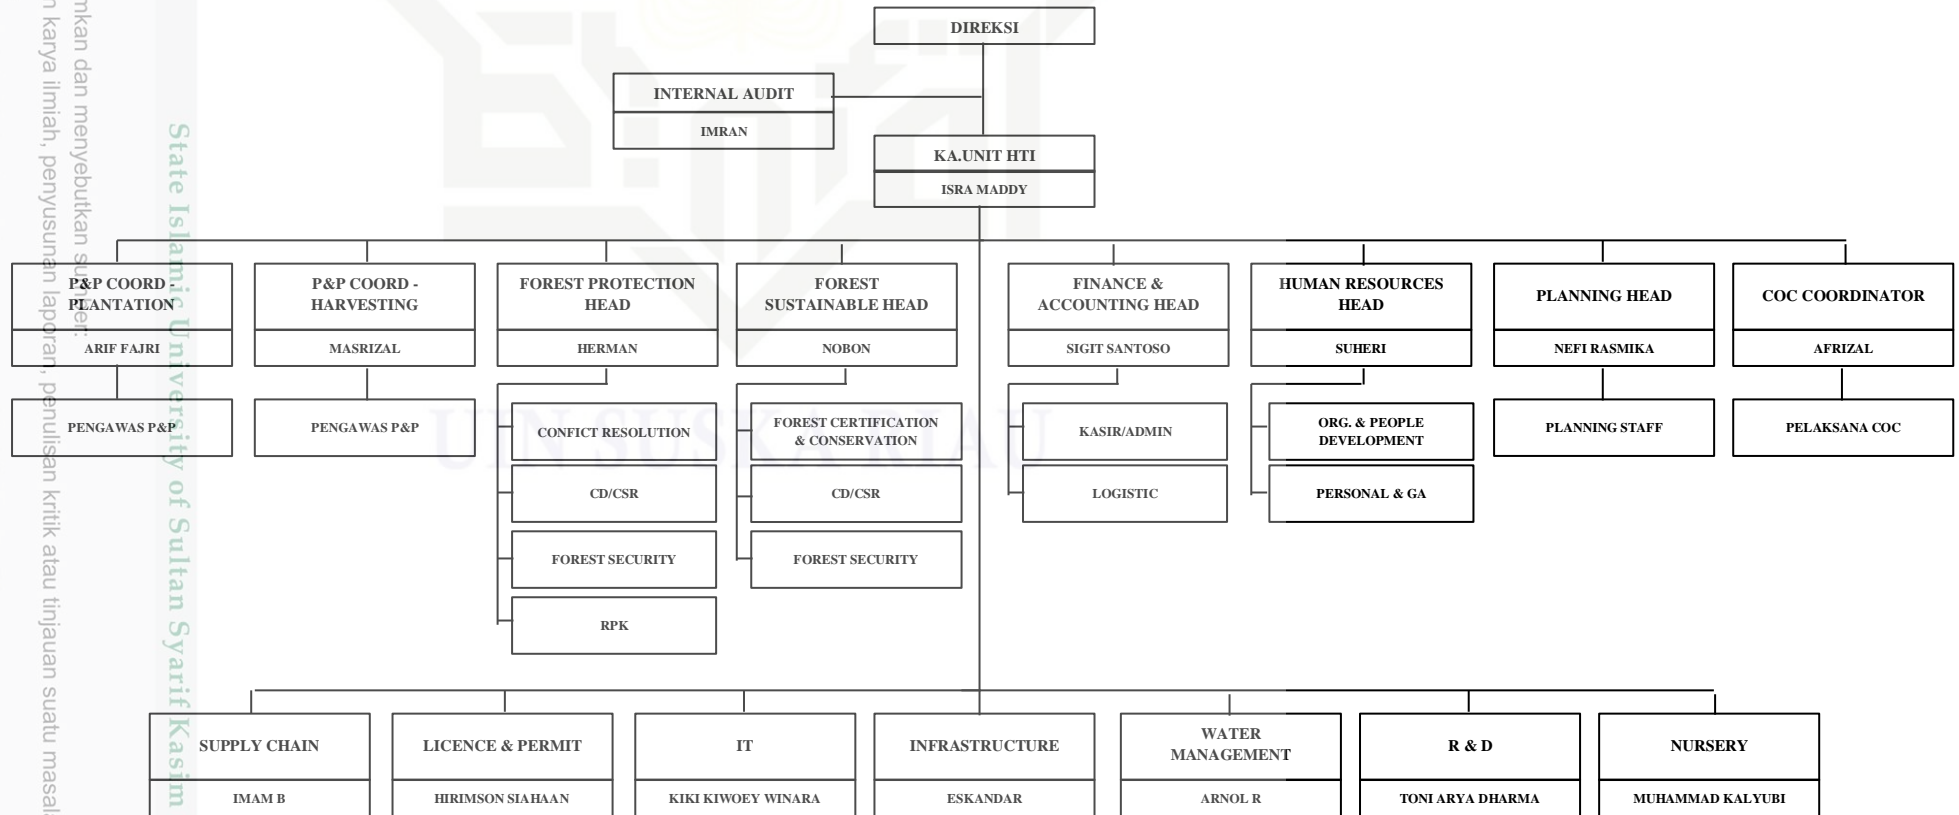 DIREKSI
INTERNAL AUDIT
IMRAN
KA.UNIT HTI
ISRA MADDY
P&P COORD -
PLANTATION
ARIF FAJRI
PENGAWAS P&P
P&P COORD -
HARVESTING
MASRIZAL
PENGAWAS P&P
FOREST PROTECTION
HEAD
HERMAN
CONFICT RESOLUTION
CD/CSR
FOREST SECURITY
RPK
FOREST
SUSTAINABLE HEAD
NOBON
FOREST CERTIFICATION
& CONSERVATION
CD/CSR
FOREST SECURITY
FINANCE &
ACCOUNTING HEAD
SIGIT SANTOSO
KASIR/ADMIN
LOGISTIC
HUMAN RESOURCES
HEAD
SUHERI
ORG. & PEOPLE
DEVELOPMENT
PERSONAL & GA
PLANNING HEAD
NEFI RASMIKA
PLANNING STAFF
COC COORDINATOR
AFRIZAL
PELAKSANA COC
SUPPLY CHAIN
IMAM B
LICENCE & PERMIT
HIRIMSON SIAHAAN
IT
KIKI KIWOEY WINARA
INFRASTRUCTURE
ESKANDAR
WATER
MANAGEMENT
ARNOL R
R & D
TONI ARYA DHARMA
NURSERY
MUHAMMAD KALYUBI
UIN SUSKA RIAU
State Islamic University of Sultan Syarif Kasim
mkan dan menyebutkan sumber:
karya ilmiah, penyusunan laporan, penulisan kritik atau tinjauan suatu masal